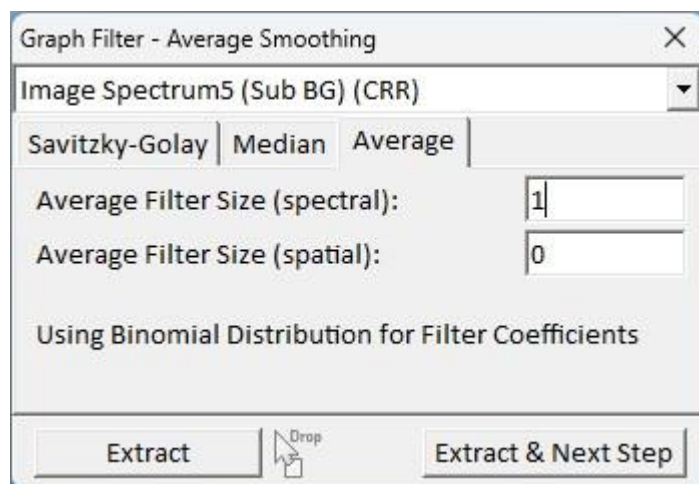 Graph Filter - Average Smoothing
Image Spectrum5 (Sub BG) (CRR)
Savitzky-Golay Median Average
Average Filter Size (spectral): 1
Average Filter Size (spatial): 0
Using Binomial Distribution for Filter Coefficients
Extract Drop Extract & Next Step